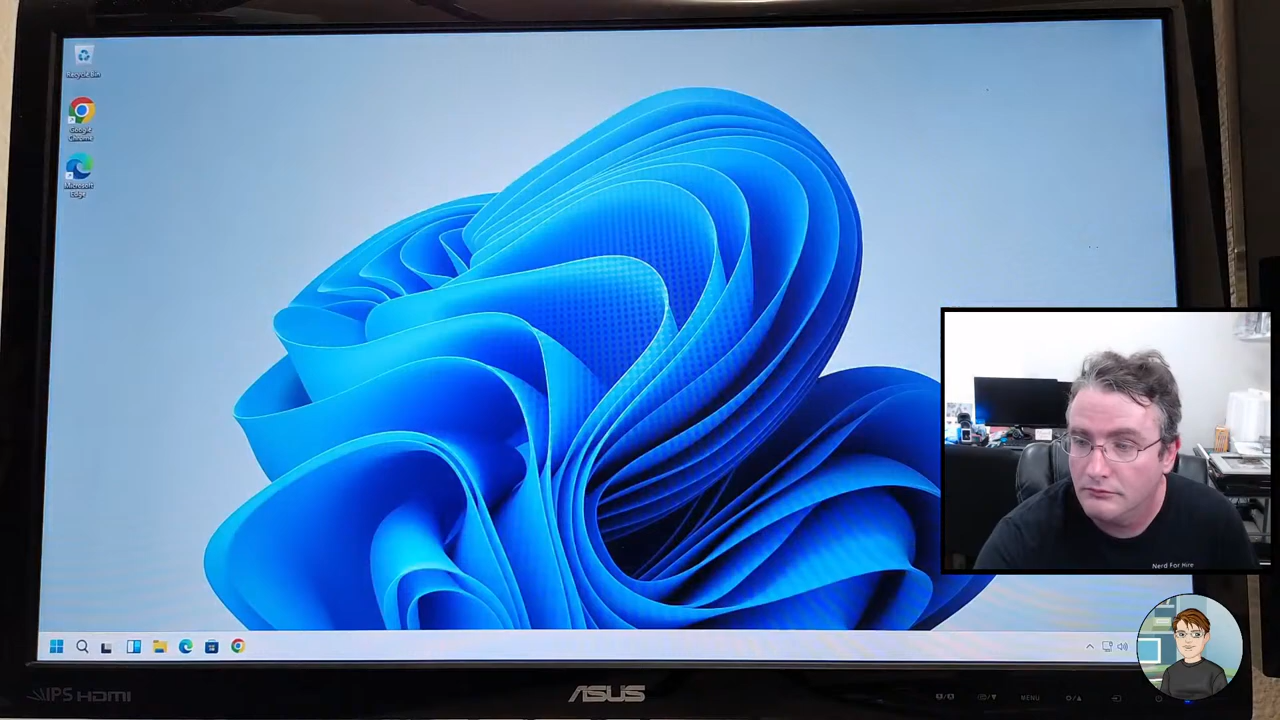 Recycle Bin
Google
Chrome
Microsoft
Edge
Nerd For Hire
IPS HDMI
ASUS
MENU